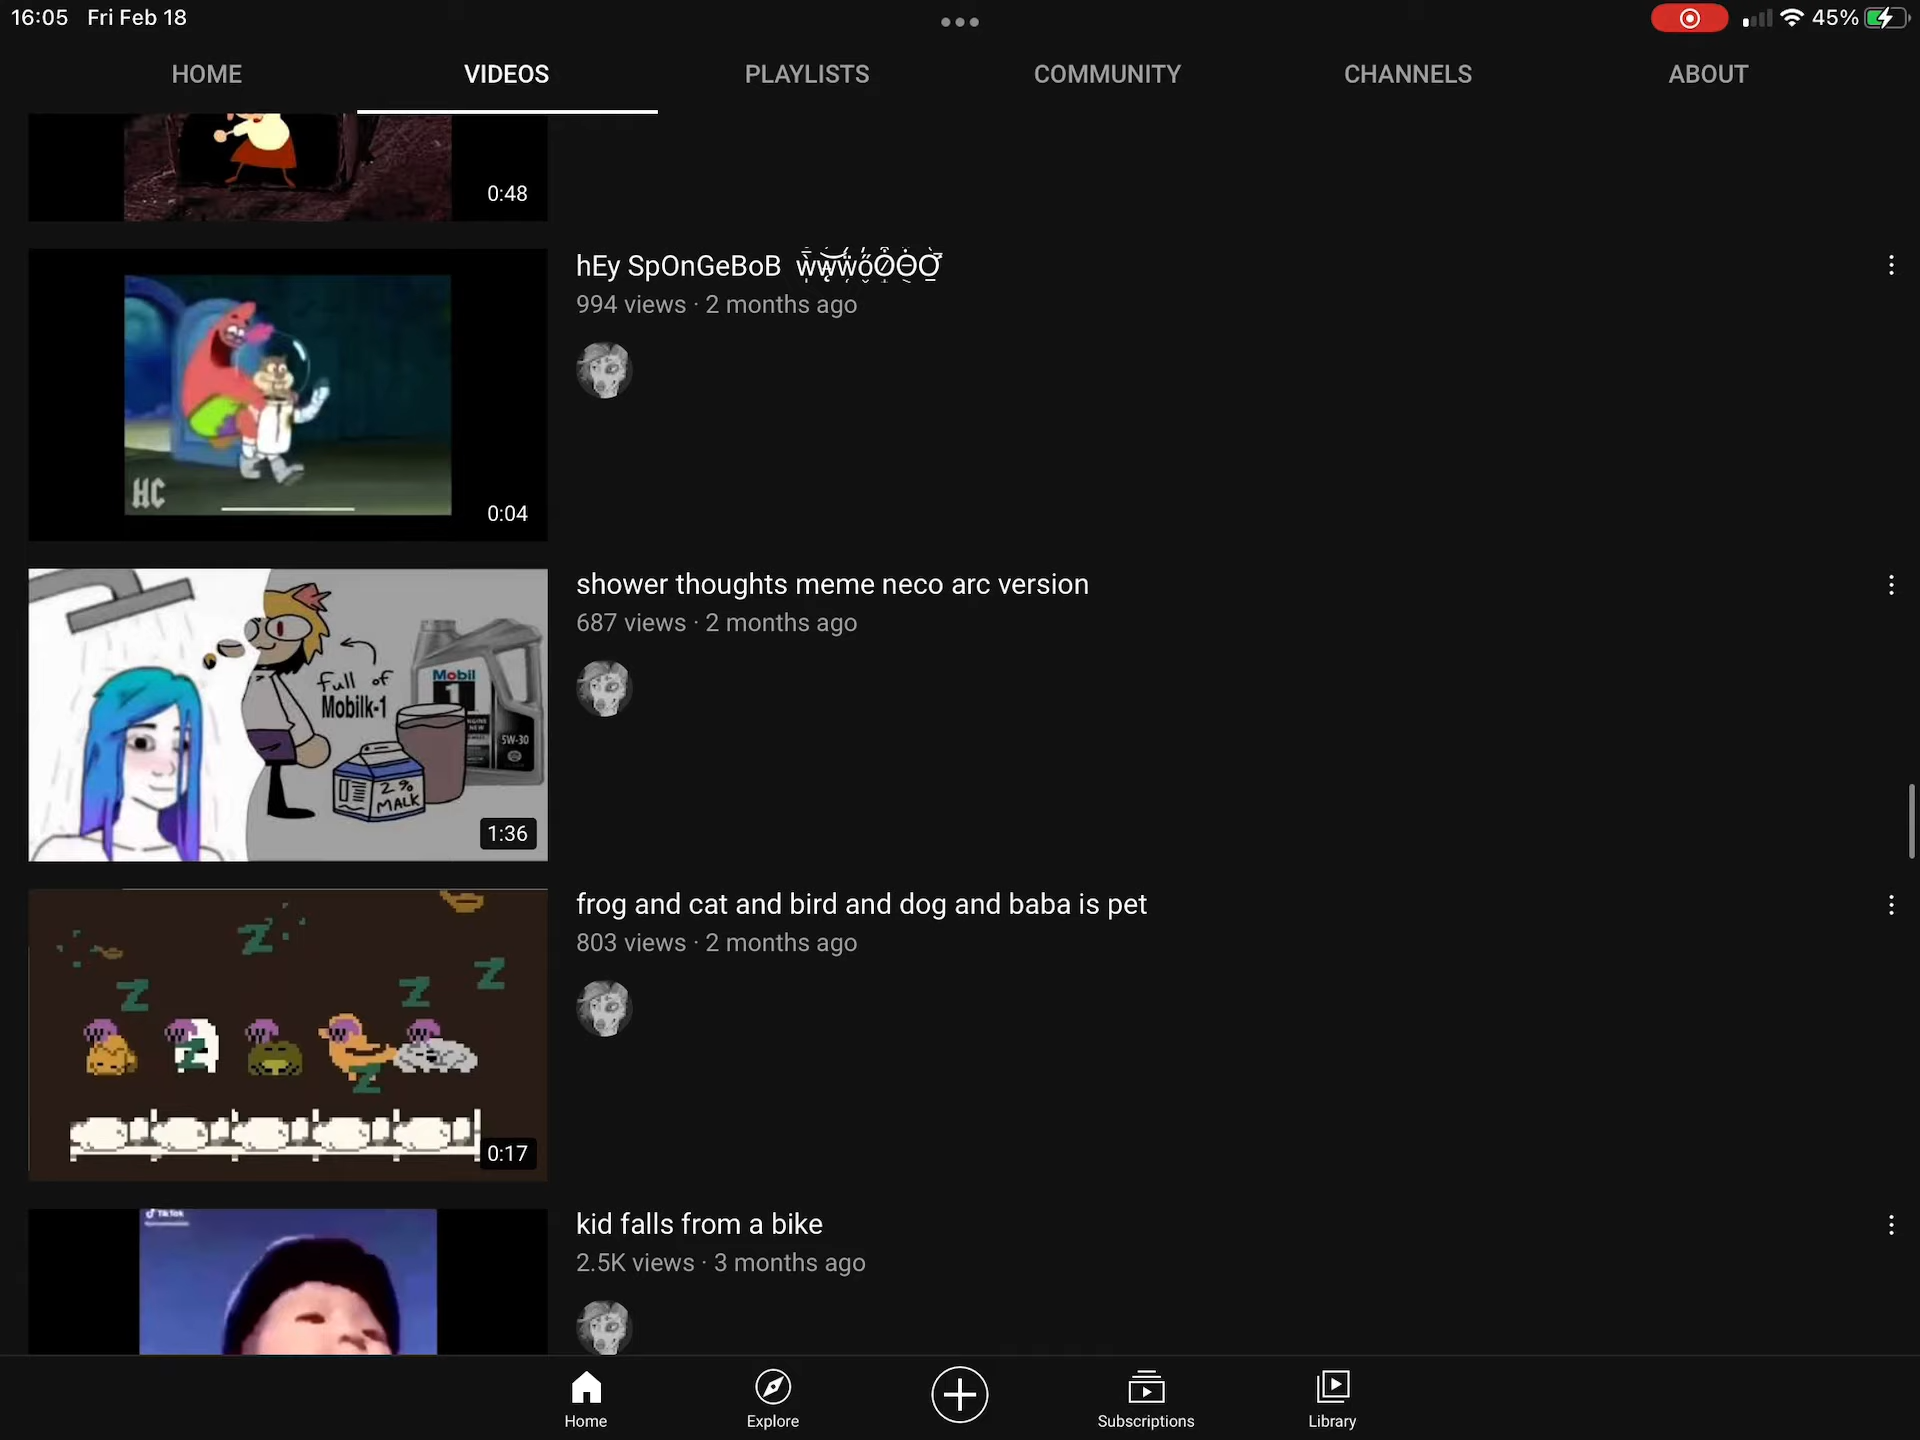 16:05 Fri Feb 18
45%
HOME VIDEOS PLAYLISTS COMMUNITY CHANNELS ABOUT
0:48
hEy SpOnGeBoB
994 views · 2 months ago
HC
0:04
shower thoughts meme neco arc version
687 views · 2 months ago
full of
Mobilk-1
Mobil
1
5W-30
2%
MALK
1:36
frog and cat and bird and dog and baba is pet
803 views · 2 months ago
Z
Z
Z
Z
Z
Z
0:17
TikTok
kid falls from a bike
2.5K views · 3 months ago
Home Explore Subscriptions Library